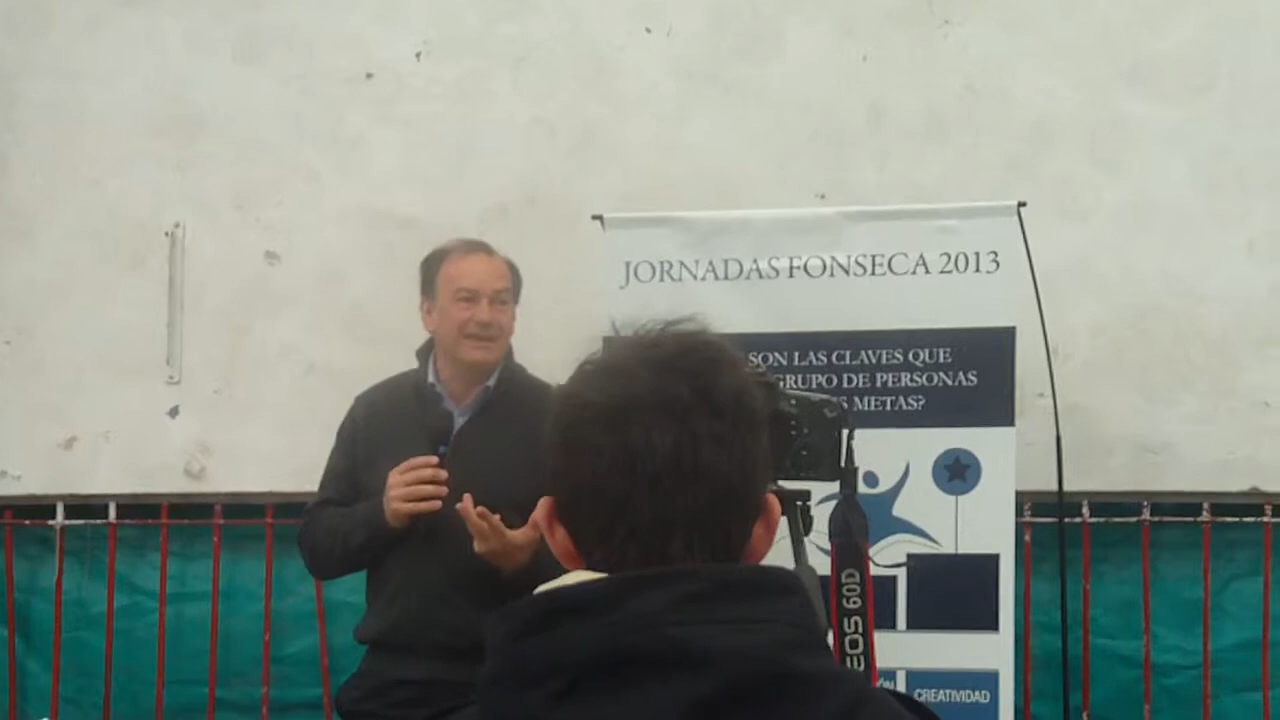 JORNADAS FONSECA 2013
SON LAS CLAVES QUE
GRUPO DE PERSONAS
METAS?
EOS 60D
CREATIVIDAD